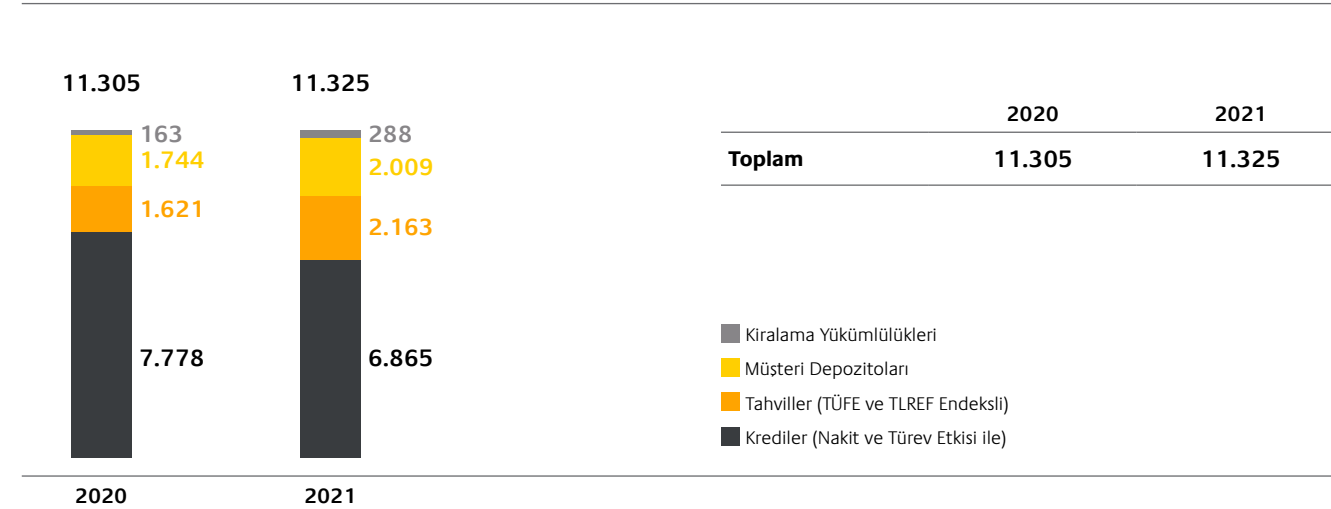 11.305 11.325
163 288
1.744 2.009
1.621 2.163
7.778 6.865
2020 2021
2020 2021
Toplam 11.305 11.325
Kiralama Yükümlülükleri
Müşteri Depozitoları
Tahviller (TÜFE ve TLREF Endeksli)
Krediler (Nakit ve Türev Etkisi ile)